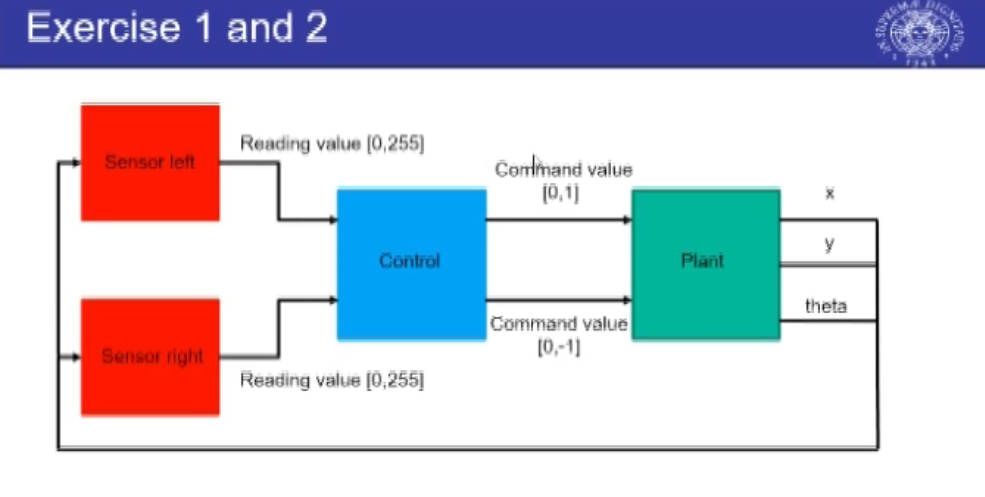 Exercise 1 and 2
Sensor left
Reading value [0,255]
Command value
[0,1]
x
y
Control
Plant
theta
Command value
[0,-1]
Sensor right
Reading value [0,255]